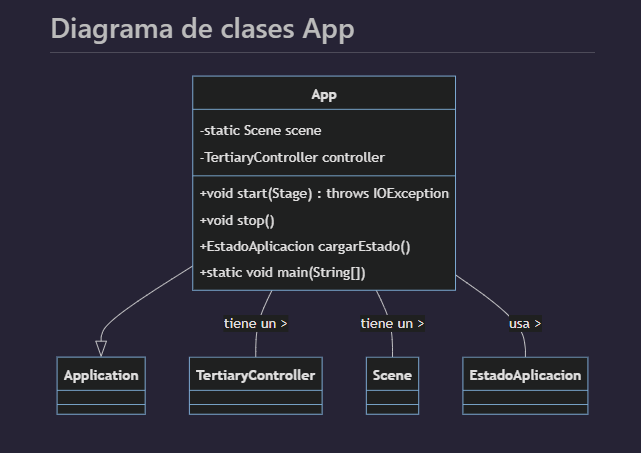 Diagrama de clases App
App
-static Scene scene
-TertiaryController controller
+void start(Stage) : throws IOException
+void stop()
+EstadoAplicacion cargarEstado()
+static void main(String[])
tiene un > tiene un > usa >
Application TertiaryController Scene EstadoAplicacion